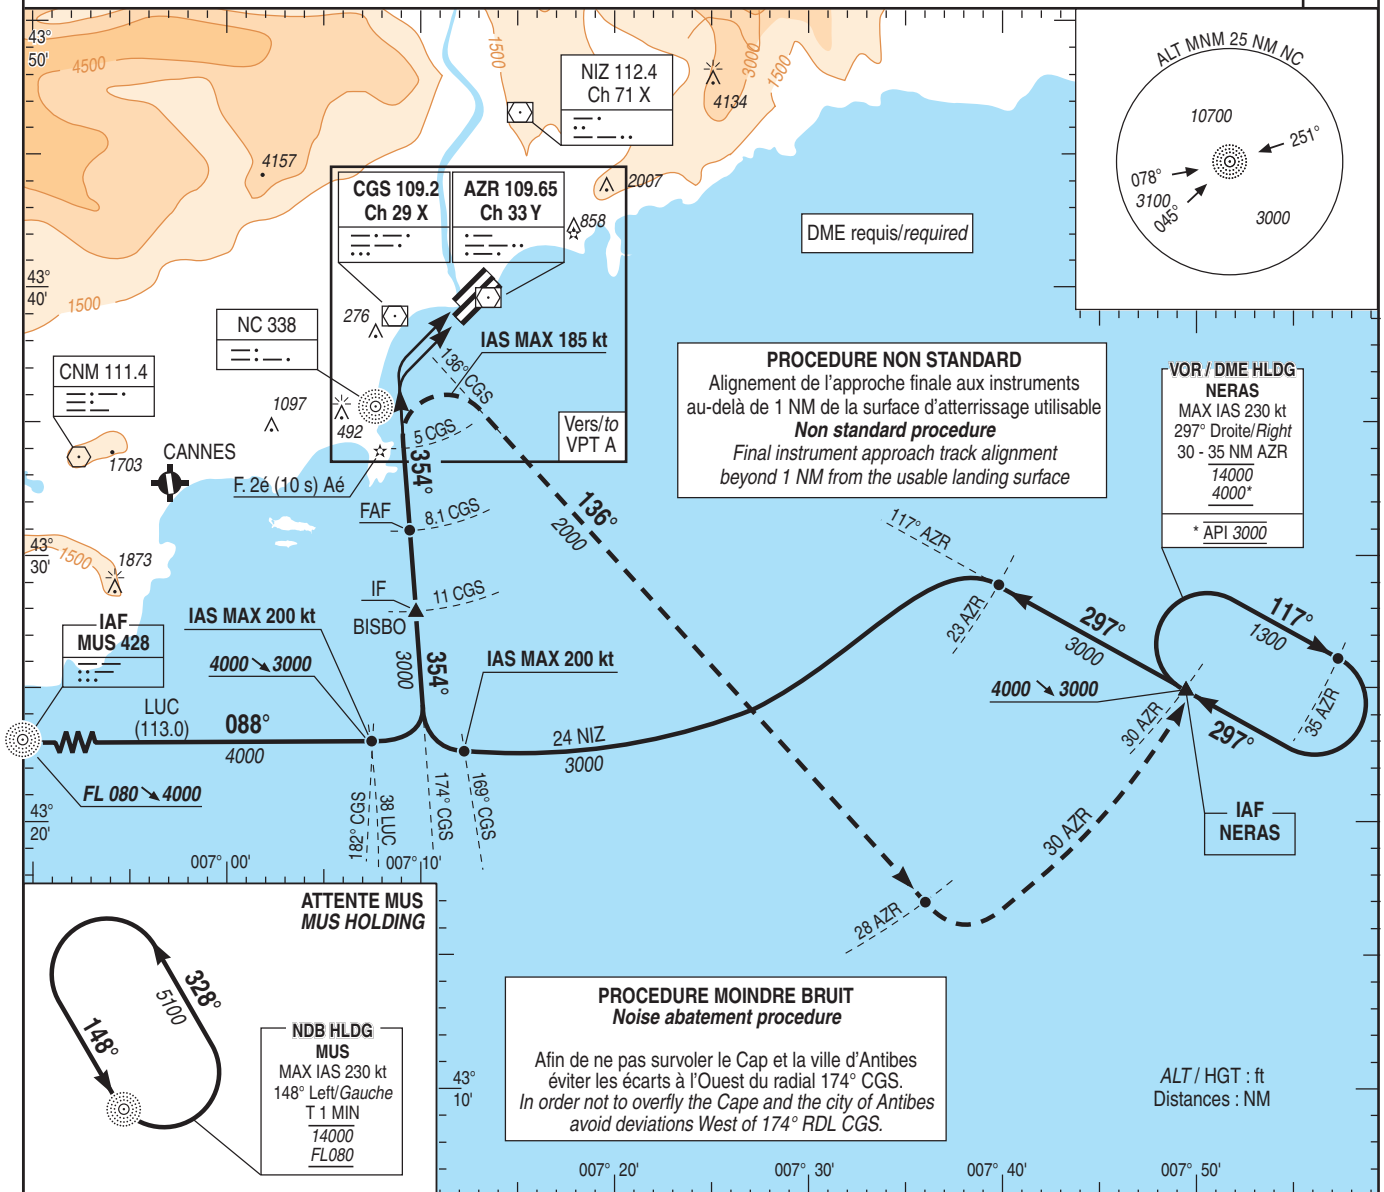 43°
50'
4500
1500
3000
1500
4134
NIZ 112.4
Ch 71 X
ALT MNM 25 NM NC
10700
251°
078°
3100
045°
3000
4157
2007
858
CGS 109.2
Ch 29 X
AZR 109.65
Ch 33 Y
DME requis/required
43°
40'
1500
276
NC 338
IAS MAX 185 kt
136° CGS
CNM 111.4
1097
492
1703
CANNES
F. 2é (10 s) Aé
5 CGS
Vers/to
VPT A
354°
PROCEDURE NON STANDARD
Alignement de l'approche finale aux instruments
au-delà de 1 NM de la surface d'atterrissage utilisable
Non standard procedure
Final instrument approach track alignment
beyond 1 NM from the usable landing surface
VOR / DME HLDG
NERAS
MAX IAS 230 kt
297° Droite/Right
30 - 35 NM AZR
14000
4000*
* API 3000
FAF
8.1 CGS
136°
2000
117° AZR
23 AZR
43°
30'
1500
1873
IF
11 CGS
BISBO
3000
354°
IAF
MUS 428
IAS MAX 200 kt
4000 ↘ 3000
IAS MAX 200 kt
297°
3000
117°
1300
4000 ↘ 3000
30 AZR
35 AZR
297°
LUC
(113.0)
088°
4000
24 NIZ
3000
FL 080 ↘ 4000
182° CGS
38 LUC
174° CGS
169° CGS
30 AZR
IAF
NERAS
43°
20'
007° 00'
007° 10'
28 AZR
ATTENTE MUS
MUS HOLDING
328°
5100
148°
NDB HLDG
MUS
MAX IAS 230 kt
148° Left/Gauche
T 1 MIN
14000
FL080
PROCEDURE MOINDRE BRUIT
Noise abatement procedure
Afin de ne pas survoler le Cap et la ville d'Antibes
éviter les écarts à l'Ouest du radial 174° CGS.
In order not to overfly the Cape and the city of Antibes
avoid deviations West of 174° RDL CGS.
43°
10'
ALT / HGT : ft
Distances : NM
007° 20'
007° 30'
007° 40'
007° 50'